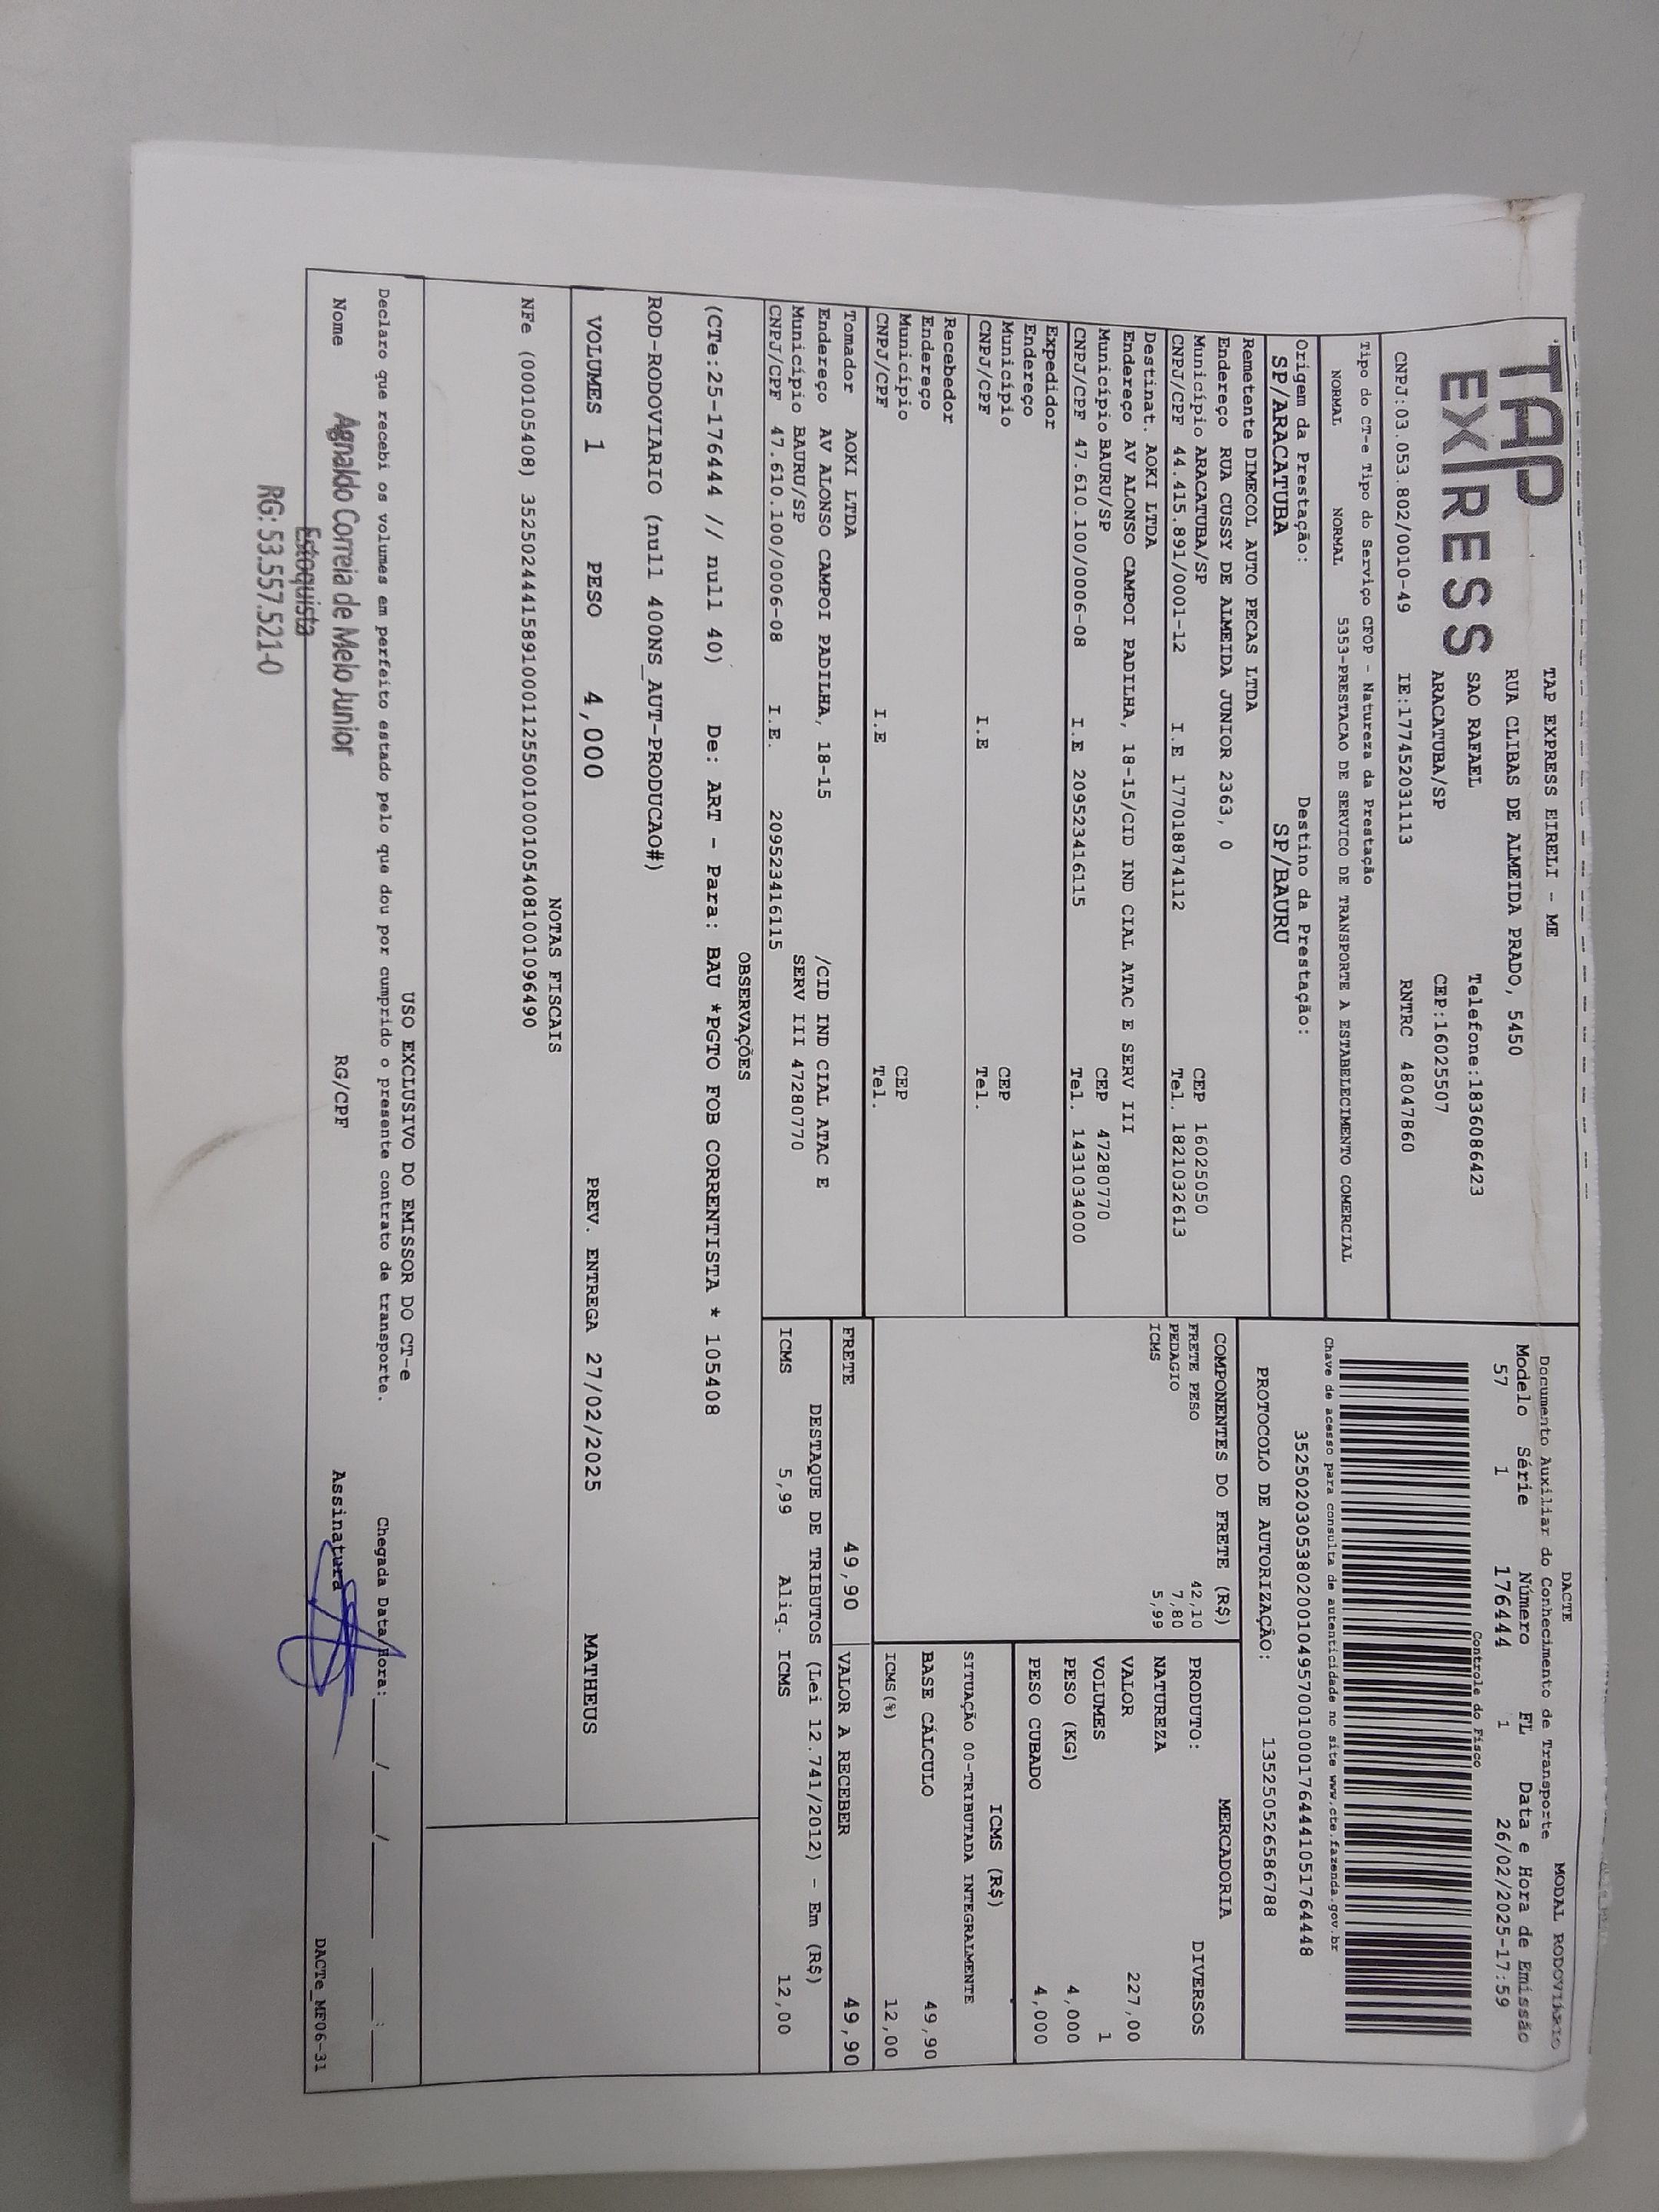 TAP
EXPRESS
TAP EXPRESS EIRELI - ME
RUA CLIBAS DE ALMEIDA PRADO, 5450
SAO RAFAEL Telefone:1836086423
ARACATUBA/SP CEP:16025507
CNPJ:03.053.802/0010-49 IE:177452031113 RNTRC 48047860
DACTE MODAL RODOVIÁRIO
Documento Auxiliar do Conhecimento de Transporte
Modelo Série Número FL Data e Hora de Emissão
57 1 176444 1 26/02/2025-17:59
Controle do Fisco
Chave de acesso para consulta de autenticidade no site www.cte.fazenda.gov.br
35250203053802001049570010001764441051764448
PROTOCOLO DE AUTORIZAÇÃO: 135250526586788
Tipo do CT-e Tipo do Serviço CFOP - Natureza da Prestação
NORMAL NORMAL 5353-PRESTACAO DE SERVICO DE TRANSPORTE A ESTABELECIMENTO COMERCIAL
Origem da Prestação: Destino da Prestação:
SP/ARACATUBA SP/BAURU
Remetente DIMECOL AUTO PECAS LTDA
Endereço RUA CUSSY DE ALMEIDA JUNIOR 2363, 0
Município ARACATUBA/SP CEP 16025050
CNPJ/CPF 44.415.891/0001-12 I.E 177018874112 Tel. 1821032613
Destinat. AOKI LTDA
Endereço AV ALONSO CAMPOI PADILHA, 18-15/CID IND CIAL ATAC E SERV III
Município BAURU/SP CEP 47280770
CNPJ/CPF 47.610.100/0006-08 I.E 209523416115 Tel. 1431034000
Expedidor
Endereço
Município CEP
CNPJ/CPF I.E Tel.
Recebedor
Endereço
Município CEP
CNPJ/CPF I.E Tel.
Tomador AOKI LTDA
Endereço AV ALONSO CAMPOI PADILHA, 18-15 /CID IND CIAL ATAC E
Município BAURU/SP SERV III 47280770
CNPJ/CPF 47.610.100/0006-08 I.E. 209523416115
COMPONENTES DO FRETE (R$)
FRETE PESO 42,10
PEDAGIO 7,80
ICMS 5,99
MERCADORIA
PRODUTO: DIVERSOS
NATUREZA
VALOR 227,00
VOLUMES 1
PESO (KG) 4,000
PESO CUBADO 4,000
ICMS (R$)
SITUAÇÃO 00-TRIBUTADA INTEGRALMENTE
BASE CÁLCULO 49,90
ICMS(%) 12,00
FRETE 49,90 VALOR A RECEBER 49,90
DESTAQUE DE TRIBUTOS (Lei 12.741/2012) - Em (R$)
ICMS 5,99 Aliq. ICMS 12,00
OBSERVAÇÕES
(CTe:25-176444 // null 40) De: ART - Para: BAU *PGTO FOB CORRENTISTA * 105408
ROD-RODOVIARIO (null 400NS_AUT-PRODUCAO#)
VOLUMES 1 PESO 4,000 PREV. ENTREGA 27/02/2025 MATHEUS
NOTAS FISCAIS
NFe (000105408) 35250244415891000112550010001054081001096490
USO EXCLUSIVO DO EMISSOR DO CT-e
Declaro que recebi os volumes em perfeito estado pelo que dou por cumprido o presente contrato de transporte. Chegada Data/Hora:____/____/______ ____:____
Nome Agnaldo Correia de Melo Junior RG/CPF Assinatura
Estoquista
RG: 53.557.521-0
DACTe_MF06-31